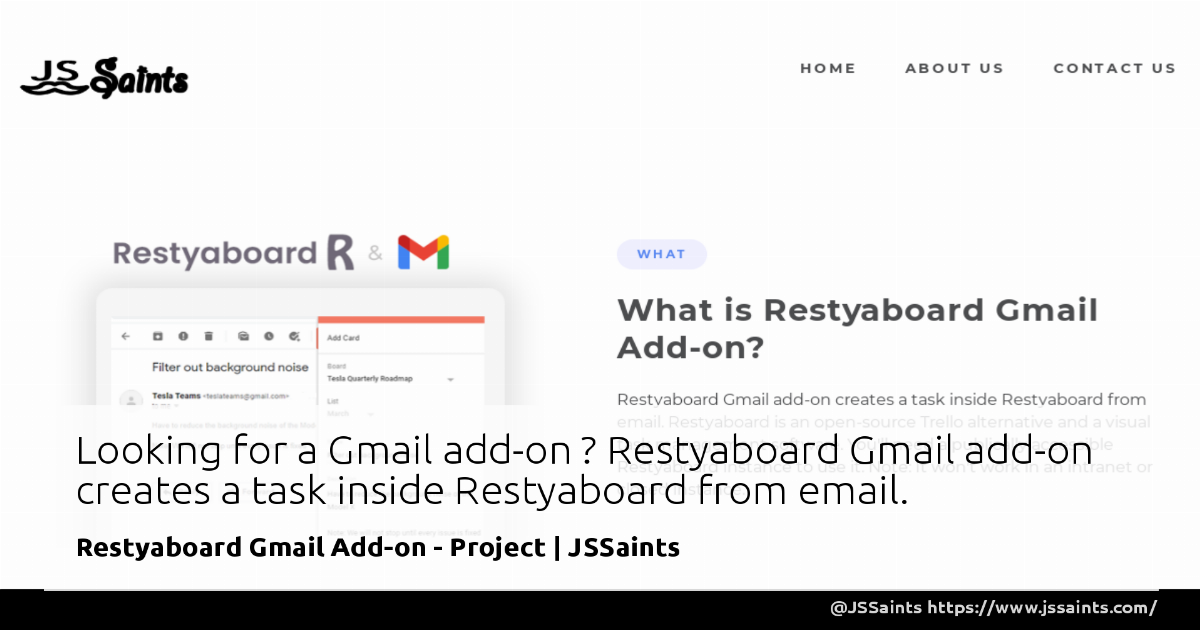 JS Saints
HOME ABOUT US CONTACT US
Restyaboard R &
WHAT
What is Restyaboard Gmail
Add-on?
Add Card
Filter out background noise
Board
Tesla Quarterly Roadmap
Tesla Teams <teslateams@gmail.com>
List
March
Restyaboard Gmail add-on creates a task inside Restyaboard from
email. Restyaboard is an open-source Trello alternative and a visual
Restyaboard instance to use it. Note: It won't work in an intranet or
Looking for a Gmail add-on ? Restyaboard Gmail add-on
creates a task inside Restyaboard from email.
Restyaboard Gmail Add-on - Project | JSSaints
@JSSaints https://www.jssaints.com/